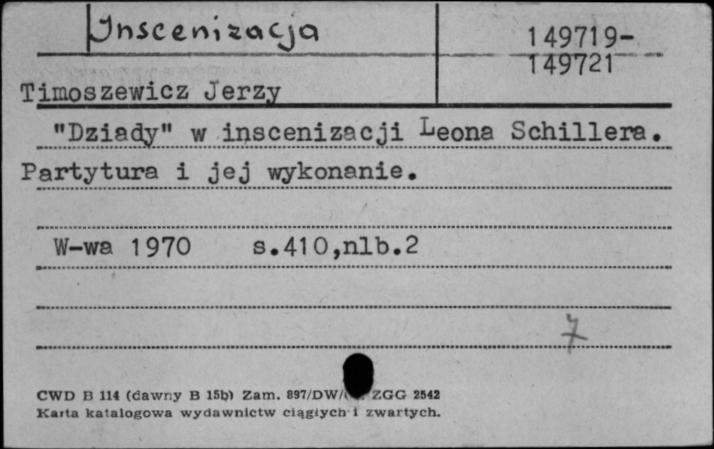 Inscenizacja
149719-
149721
Timoszewicz Jerzy
"Dziady" w inscenizacji Leona Schillera.
Partytura i jej wykonanie.
W-wa 1970 s.410,nlb.2
7
CWD B 114 (dawny B 15b) Zam. 897/DW/ ZGG 2542
Karta katalogowa wydawnictw ciągłych i zwartych.